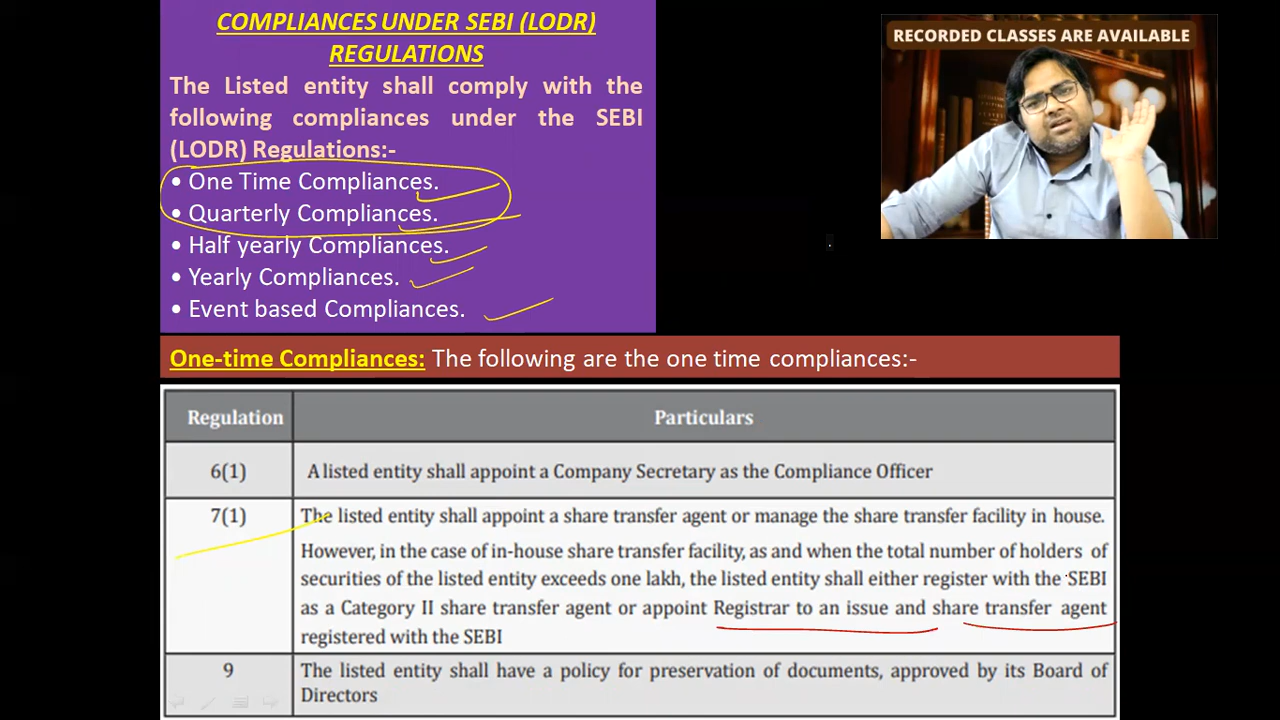 COMPLIANCES UNDER SEBI (LODR)
REGULATIONS
The Listed entity shall comply with the
following compliances under the SEBI
(LODR) Regulations:-
• One Time Compliances.
• Quarterly Compliances.
• Half yearly Compliances.
• Yearly Compliances.
• Event based Compliances.
RECORDED CLASSES ARE AVAILABLE
One-time Compliances: The following are the one time compliances:-
Regulation Particulars
6(1) A listed entity shall appoint a Company Secretary as the Compliance Officer
7(1) The listed entity shall appoint a share transfer agent or manage the share transfer facility in house.
However, in the case of in-house share transfer facility, as and when the total number of holders of
securities of the listed entity exceeds one lakh, the listed entity shall either register with the SEBI
as a Category II share transfer agent or appoint Registrar to an issue and share transfer agent
registered with the SEBI
9 The listed entity shall have a policy for preservation of documents, approved by its Board of
Directors